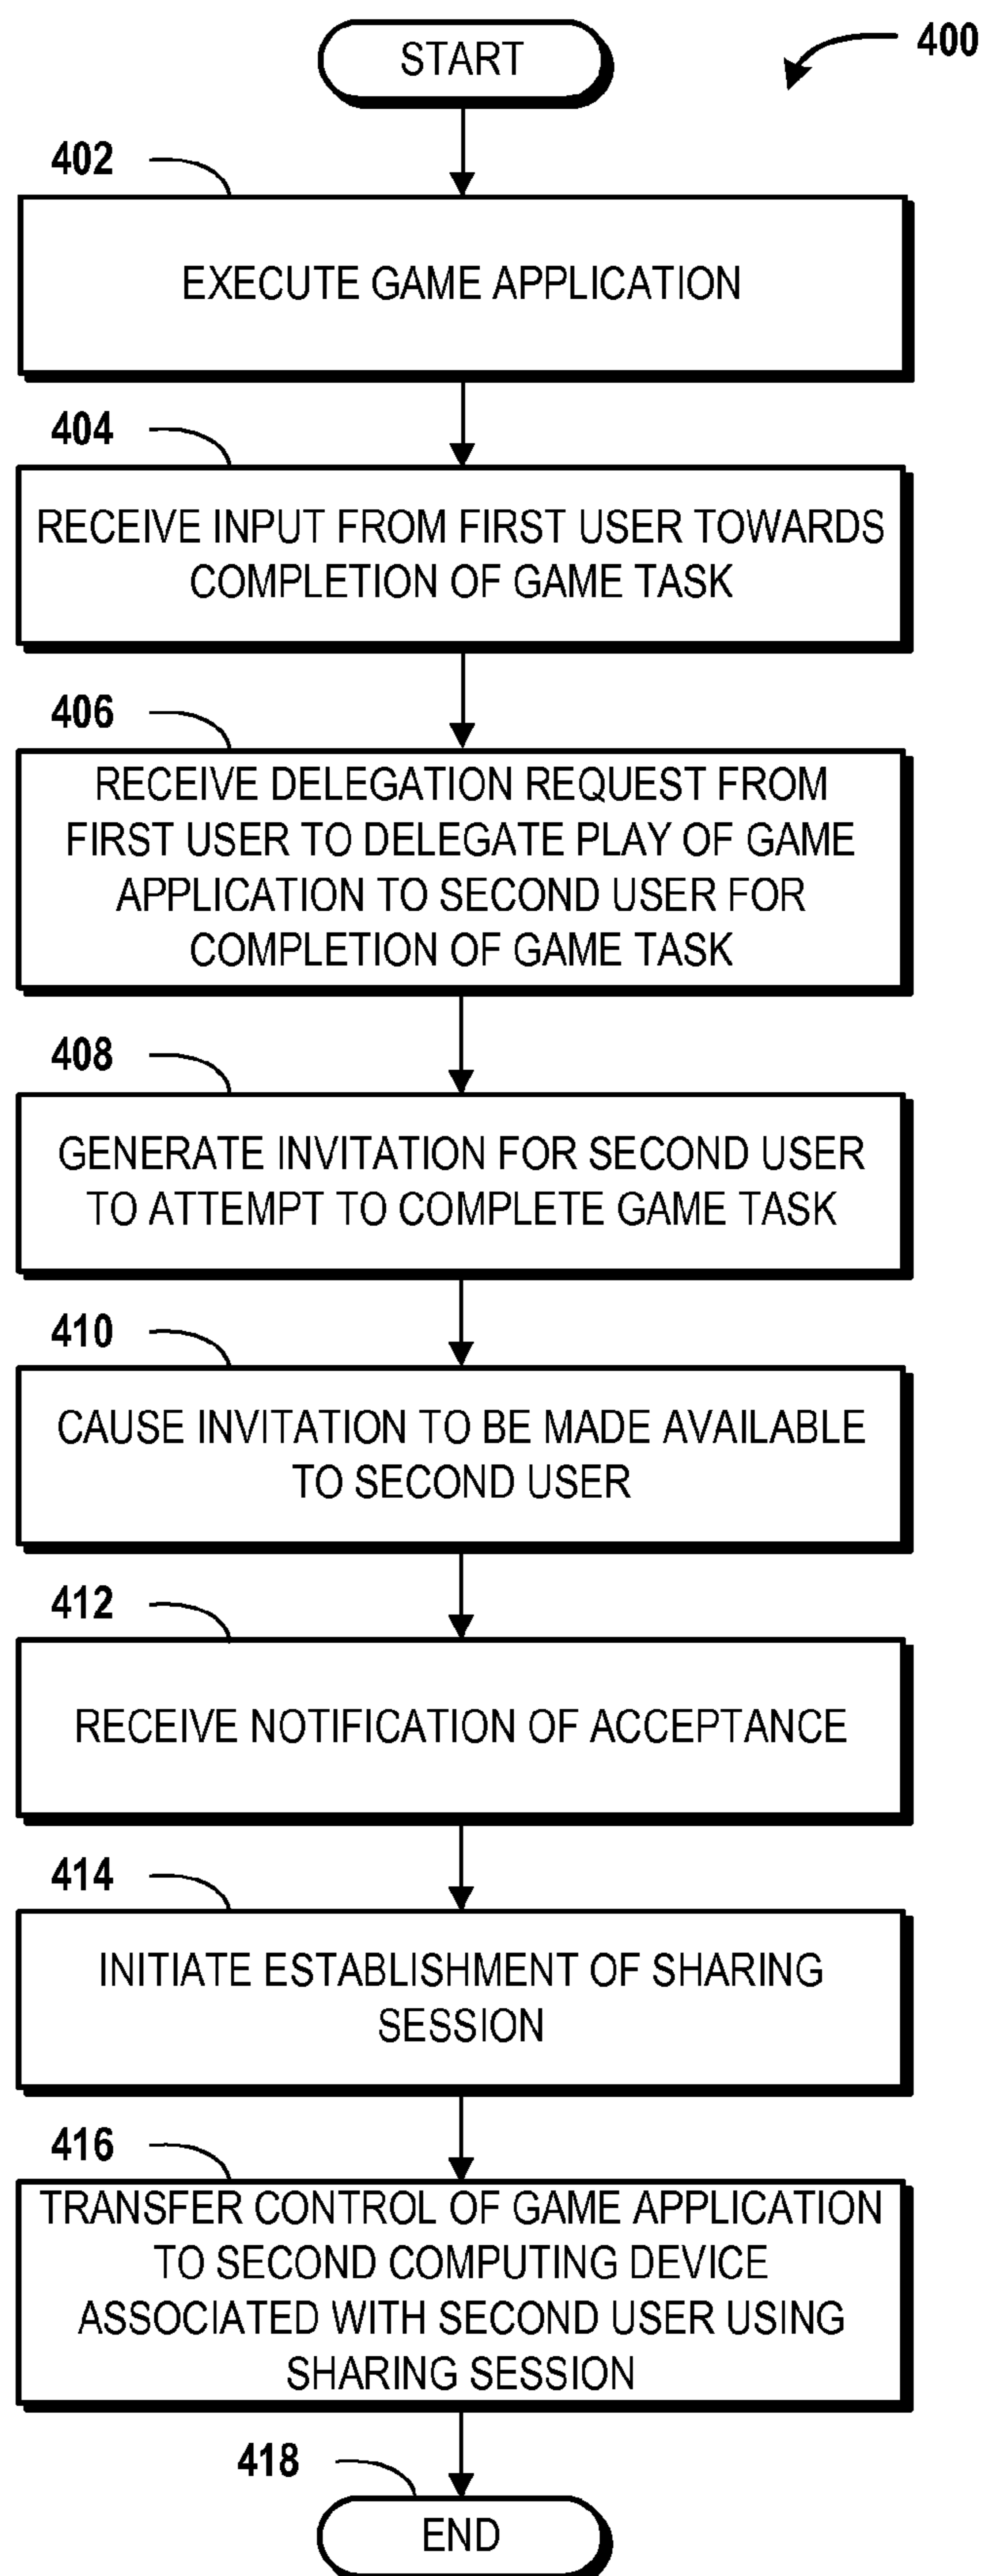 START
400
402
EXECUTE GAME APPLICATION
404
RECEIVE INPUT FROM FIRST USER TOWARDS
COMPLETION OF GAME TASK
406
RECEIVE DELEGATION REQUEST FROM
FIRST USER TO DELEGATE PLAY OF GAME
APPLICATION TO SECOND USER FOR
COMPLETION OF GAME TASK
408
GENERATE INVITATION FOR SECOND USER
TO ATTEMPT TO COMPLETE GAME TASK
410
CAUSE INVITATION TO BE MADE AVAILABLE
TO SECOND USER
412
RECEIVE NOTIFICATION OF ACCEPTANCE
414
INITIATE ESTABLISHMENT OF SHARING
SESSION
416
TRANSFER CONTROL OF GAME APPLICATION
TO SECOND COMPUTING DEVICE
ASSOCIATED WITH SECOND USER USING
SHARING SESSION
418
END